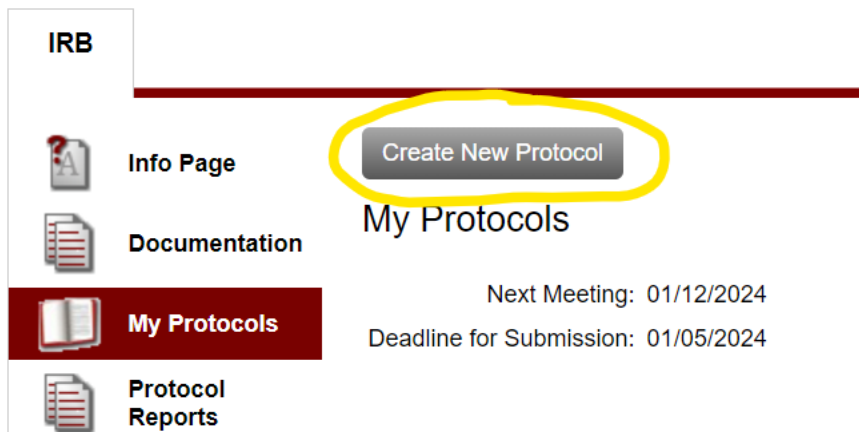 IRB
Info Page
Documentation
My Protocols
Protocol
Reports
Create New Protocol
My Protocols
Next Meeting: 01/12/2024
Deadline for Submission: 01/05/2024